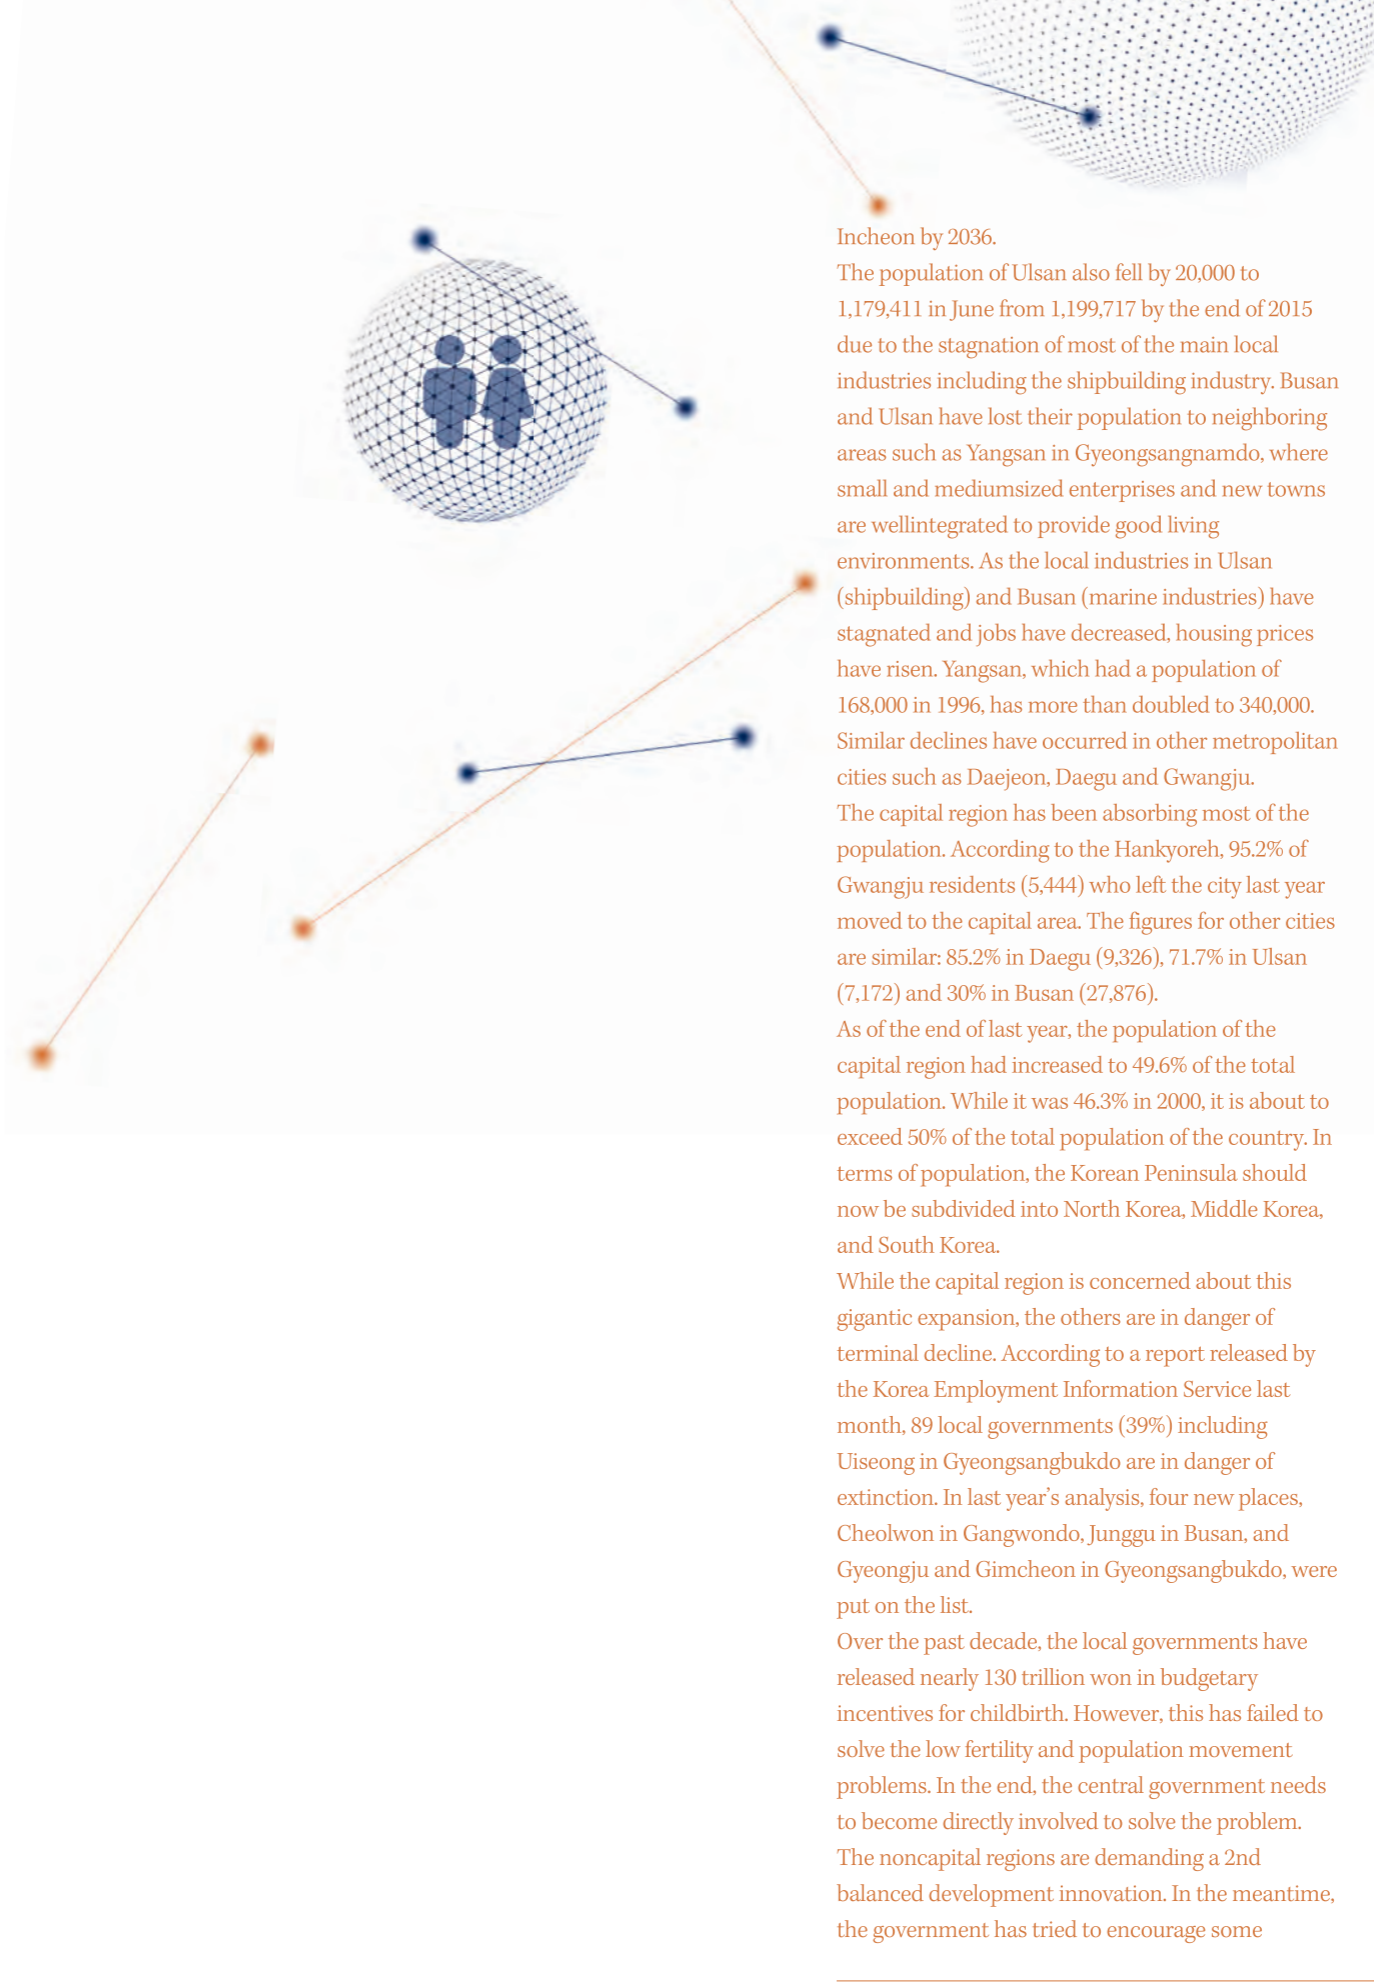 Incheon by 2036.
The population of Ulsan also fell by 20,000 to
1,179,411 in June from 1,199,717 by the end of 2015
due to the stagnation of most of the main local
industries including the shipbuilding industry. Busan
and Ulsan have lost their population to neighboring
areas such as Yangsan in Gyeongsangnamdo, where
small and mediumsized enterprises and new towns
are wellintegrated to provide good living
environments. As the local industries in Ulsan
(shipbuilding) and Busan (marine industries) have
stagnated and jobs have decreased, housing prices
have risen. Yangsan, which had a population of
168,000 in 1996, has more than doubled to 340,000.
Similar declines have occurred in other metropolitan
cities such as Daejeon, Daegu and Gwangju.
The capital region has been absorbing most of the
population. According to the Hankyoreh, 95.2% of
Gwangju residents (5,444) who left the city last year
moved to the capital area. The figures for other cities
are similar: 85.2% in Daegu (9,326), 71.7% in Ulsan
(7,172) and 30% in Busan (27,876).
As of the end of last year, the population of the
capital region had increased to 49.6% of the total
population. While it was 46.3% in 2000, it is about to
exceed 50% of the total population of the country. In
terms of population, the Korean Peninsula should
now be subdivided into North Korea, Middle Korea,
and South Korea.
While the capital region is concerned about this
gigantic expansion, the others are in danger of
terminal decline. According to a report released by
the Korea Employment Information Service last
month, 89 local governments (39%) including
Uiseong in Gyeongsangbukdo are in danger of
extinction. In last year's analysis, four new places,
Cheolwon in Gangwondo, Junggu in Busan, and
Gyeongju and Gimcheon in Gyeongsangbukdo, were
put on the list.
Over the past decade, the local governments have
released nearly 130 trillion won in budgetary
incentives for childbirth. However, this has failed to
solve the low fertility and population movement
problems. In the end, the central government needs
to become directly involved to solve the problem.
The noncapital regions are demanding a 2nd
balanced development innovation. In the meantime,
the government has tried to encourage some